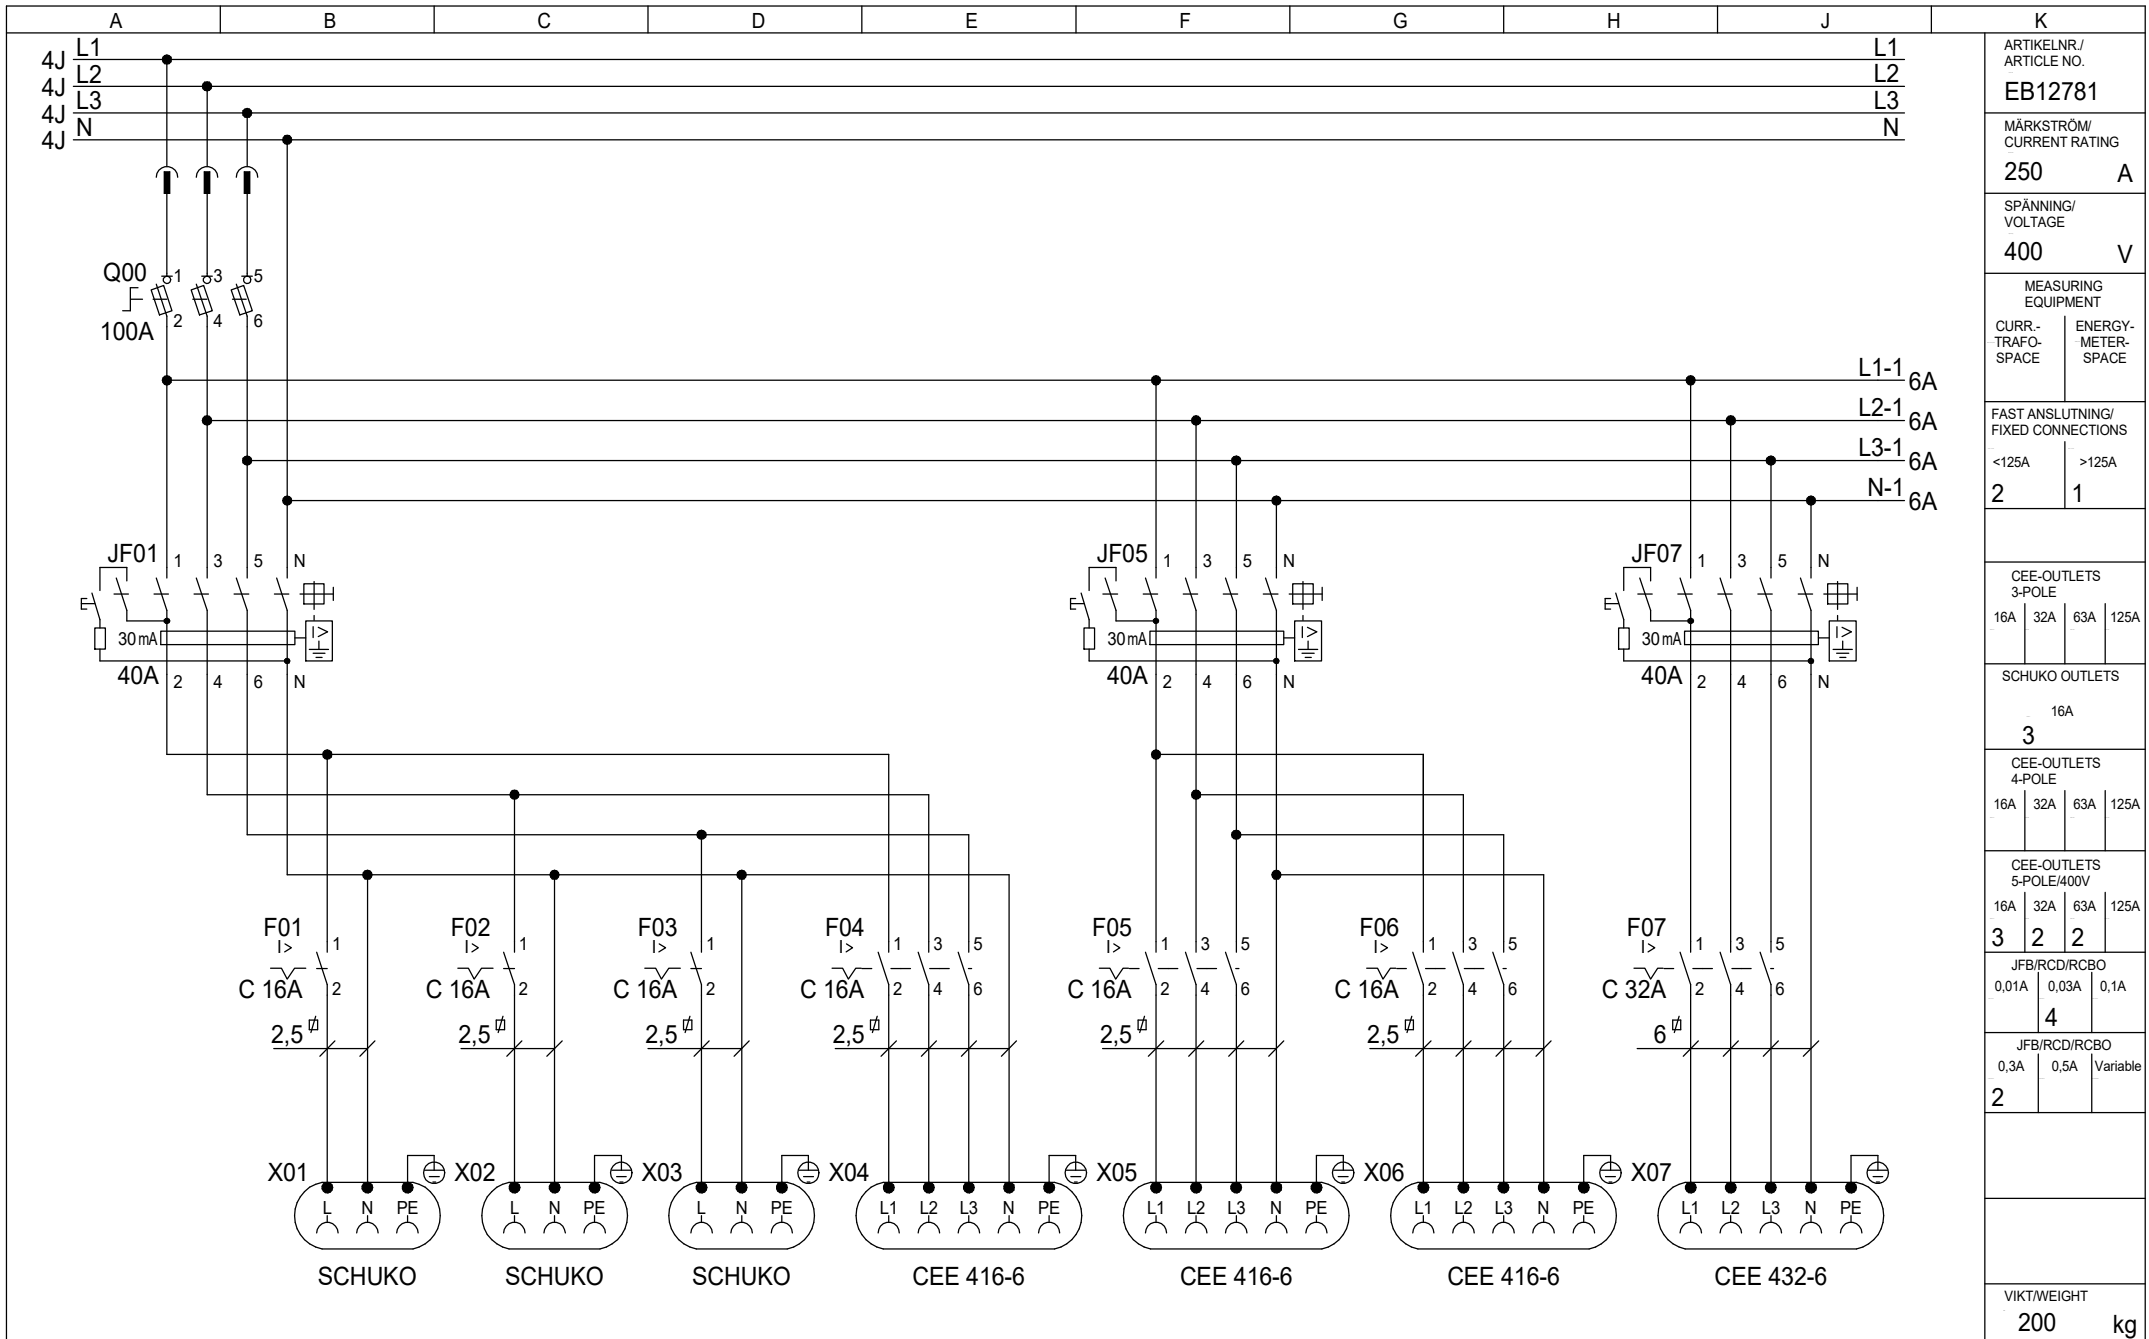 A B C D E F G H J K
4J L1 L1
4J L2 L2
4J L3 L3
4J N N
Q00 1 3 5
100A 2 4 6
L1-1 6A
L2-1 6A
L3-1 6A
N-1 6A
JF01 1 3 5 N JF05 1 3 5 N JF07 1 3 5 N
30 mA I> 30 mA I> 30 mA I>
40A 2 4 6 N 40A 2 4 6 N 40A 2 4 6 N
F01 F02 F03 F04 F05 F06 F07
I> 1 I> 1 I> 1 I> 1 3 5 I> 1 3 5 I> 1 3 5 I> 1 3 5
C 16A 2 C 16A 2 C 16A 2 C 16A 2 4 6 C 16A 2 4 6 C 16A 2 4 6 C 32A 2 4 6
2,5 2,5 2,5 2,5 2,5 2,5 6
X01 X02 X03 X04 X05 X06 X07
L N PE L N PE L N PE L1 L2 L3 N PE L1 L2 L3 N PE L1 L2 L3 N PE L1 L2 L3 N PE
SCHUKO SCHUKO SCHUKO CEE 416-6 CEE 416-6 CEE 416-6 CEE 432-6
ARTIKELNR./
ARTICLE NO.
EB12781
MÄRKSTRÖM/
CURRENT RATING
250 A
SPÄNNING/
VOLTAGE
400 V
MEASURING
EQUIPMENT
CURR.- ENERGY-
TRAFO- METER-
SPACE SPACE
FAST ANSLUTNING/
FIXED CONNECTIONS
<125A >125A
2 1
CEE-OUTLETS
3-POLE
16A 32A 63A 125A
SCHUKO OUTLETS
16A
3
CEE-OUTLETS
4-POLE
16A 32A 63A 125A
CEE-OUTLETS
5-POLE/400V
16A 32A 63A 125A
3 2 2
JFB/RCD/RCBO
0,01A 0,03A 0,1A
4
JFB/RCD/RCBO
0,3A 0,5A Variable
2
VIKT/WEIGHT
200 kg